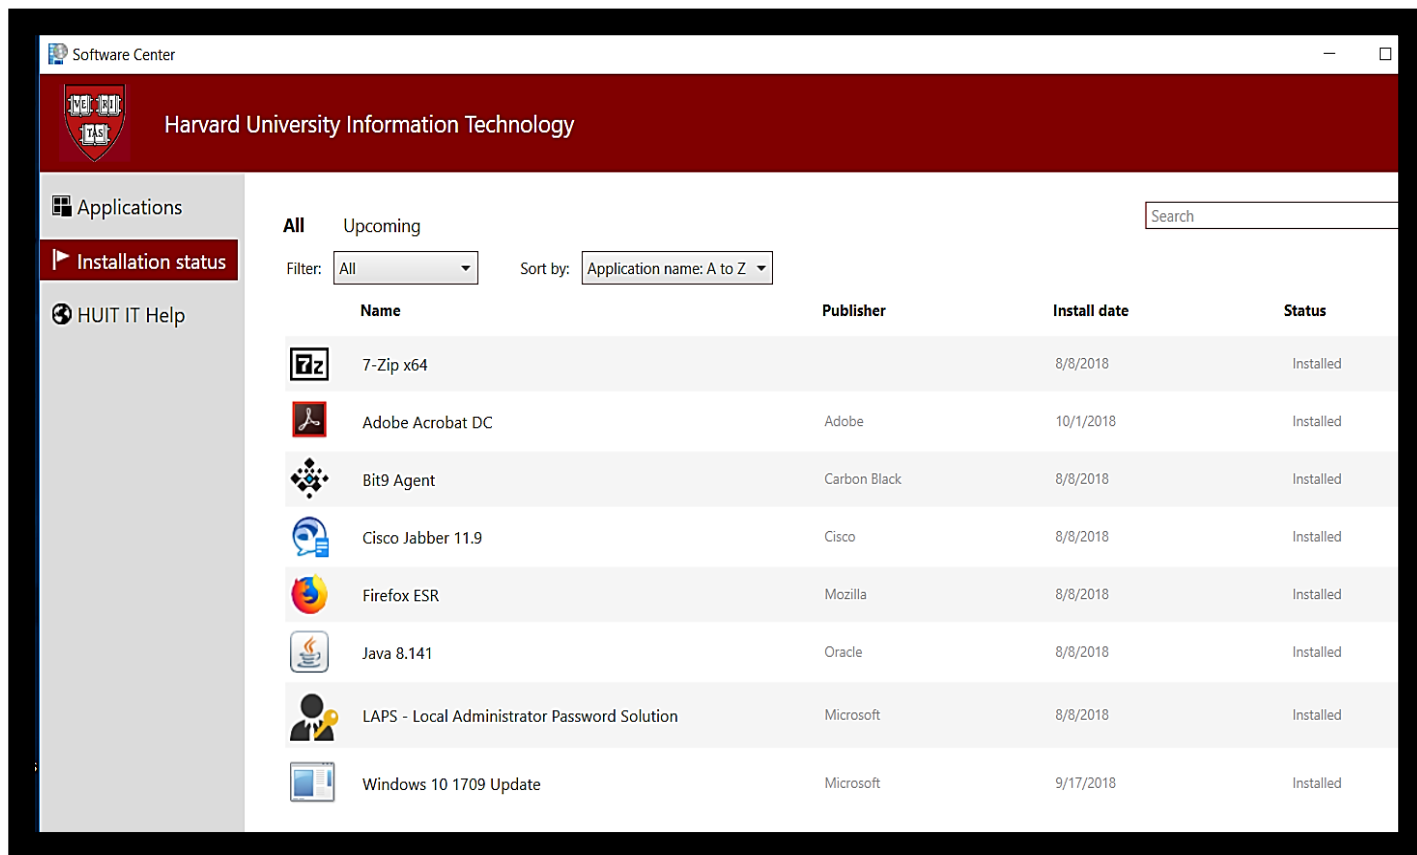 Software Center
VE RI
TAS
Harvard University Information Technology
Applications
Installation status
HUIT IT Help
All Upcoming
Search
Filter: All Sort by: Application name: A to Z
Name Publisher Install date Status
7z 7-Zip x64 8/8/2018 Installed
Adobe Acrobat DC Adobe 10/1/2018 Installed
Bit9 Agent Carbon Black 8/8/2018 Installed
Cisco Jabber 11.9 Cisco 8/8/2018 Installed
Firefox ESR Mozilla 8/8/2018 Installed
Java 8.141 Oracle 8/8/2018 Installed
LAPS - Local Administrator Password Solution Microsoft 8/8/2018 Installed
Windows 10 1709 Update Microsoft 9/17/2018 Installed